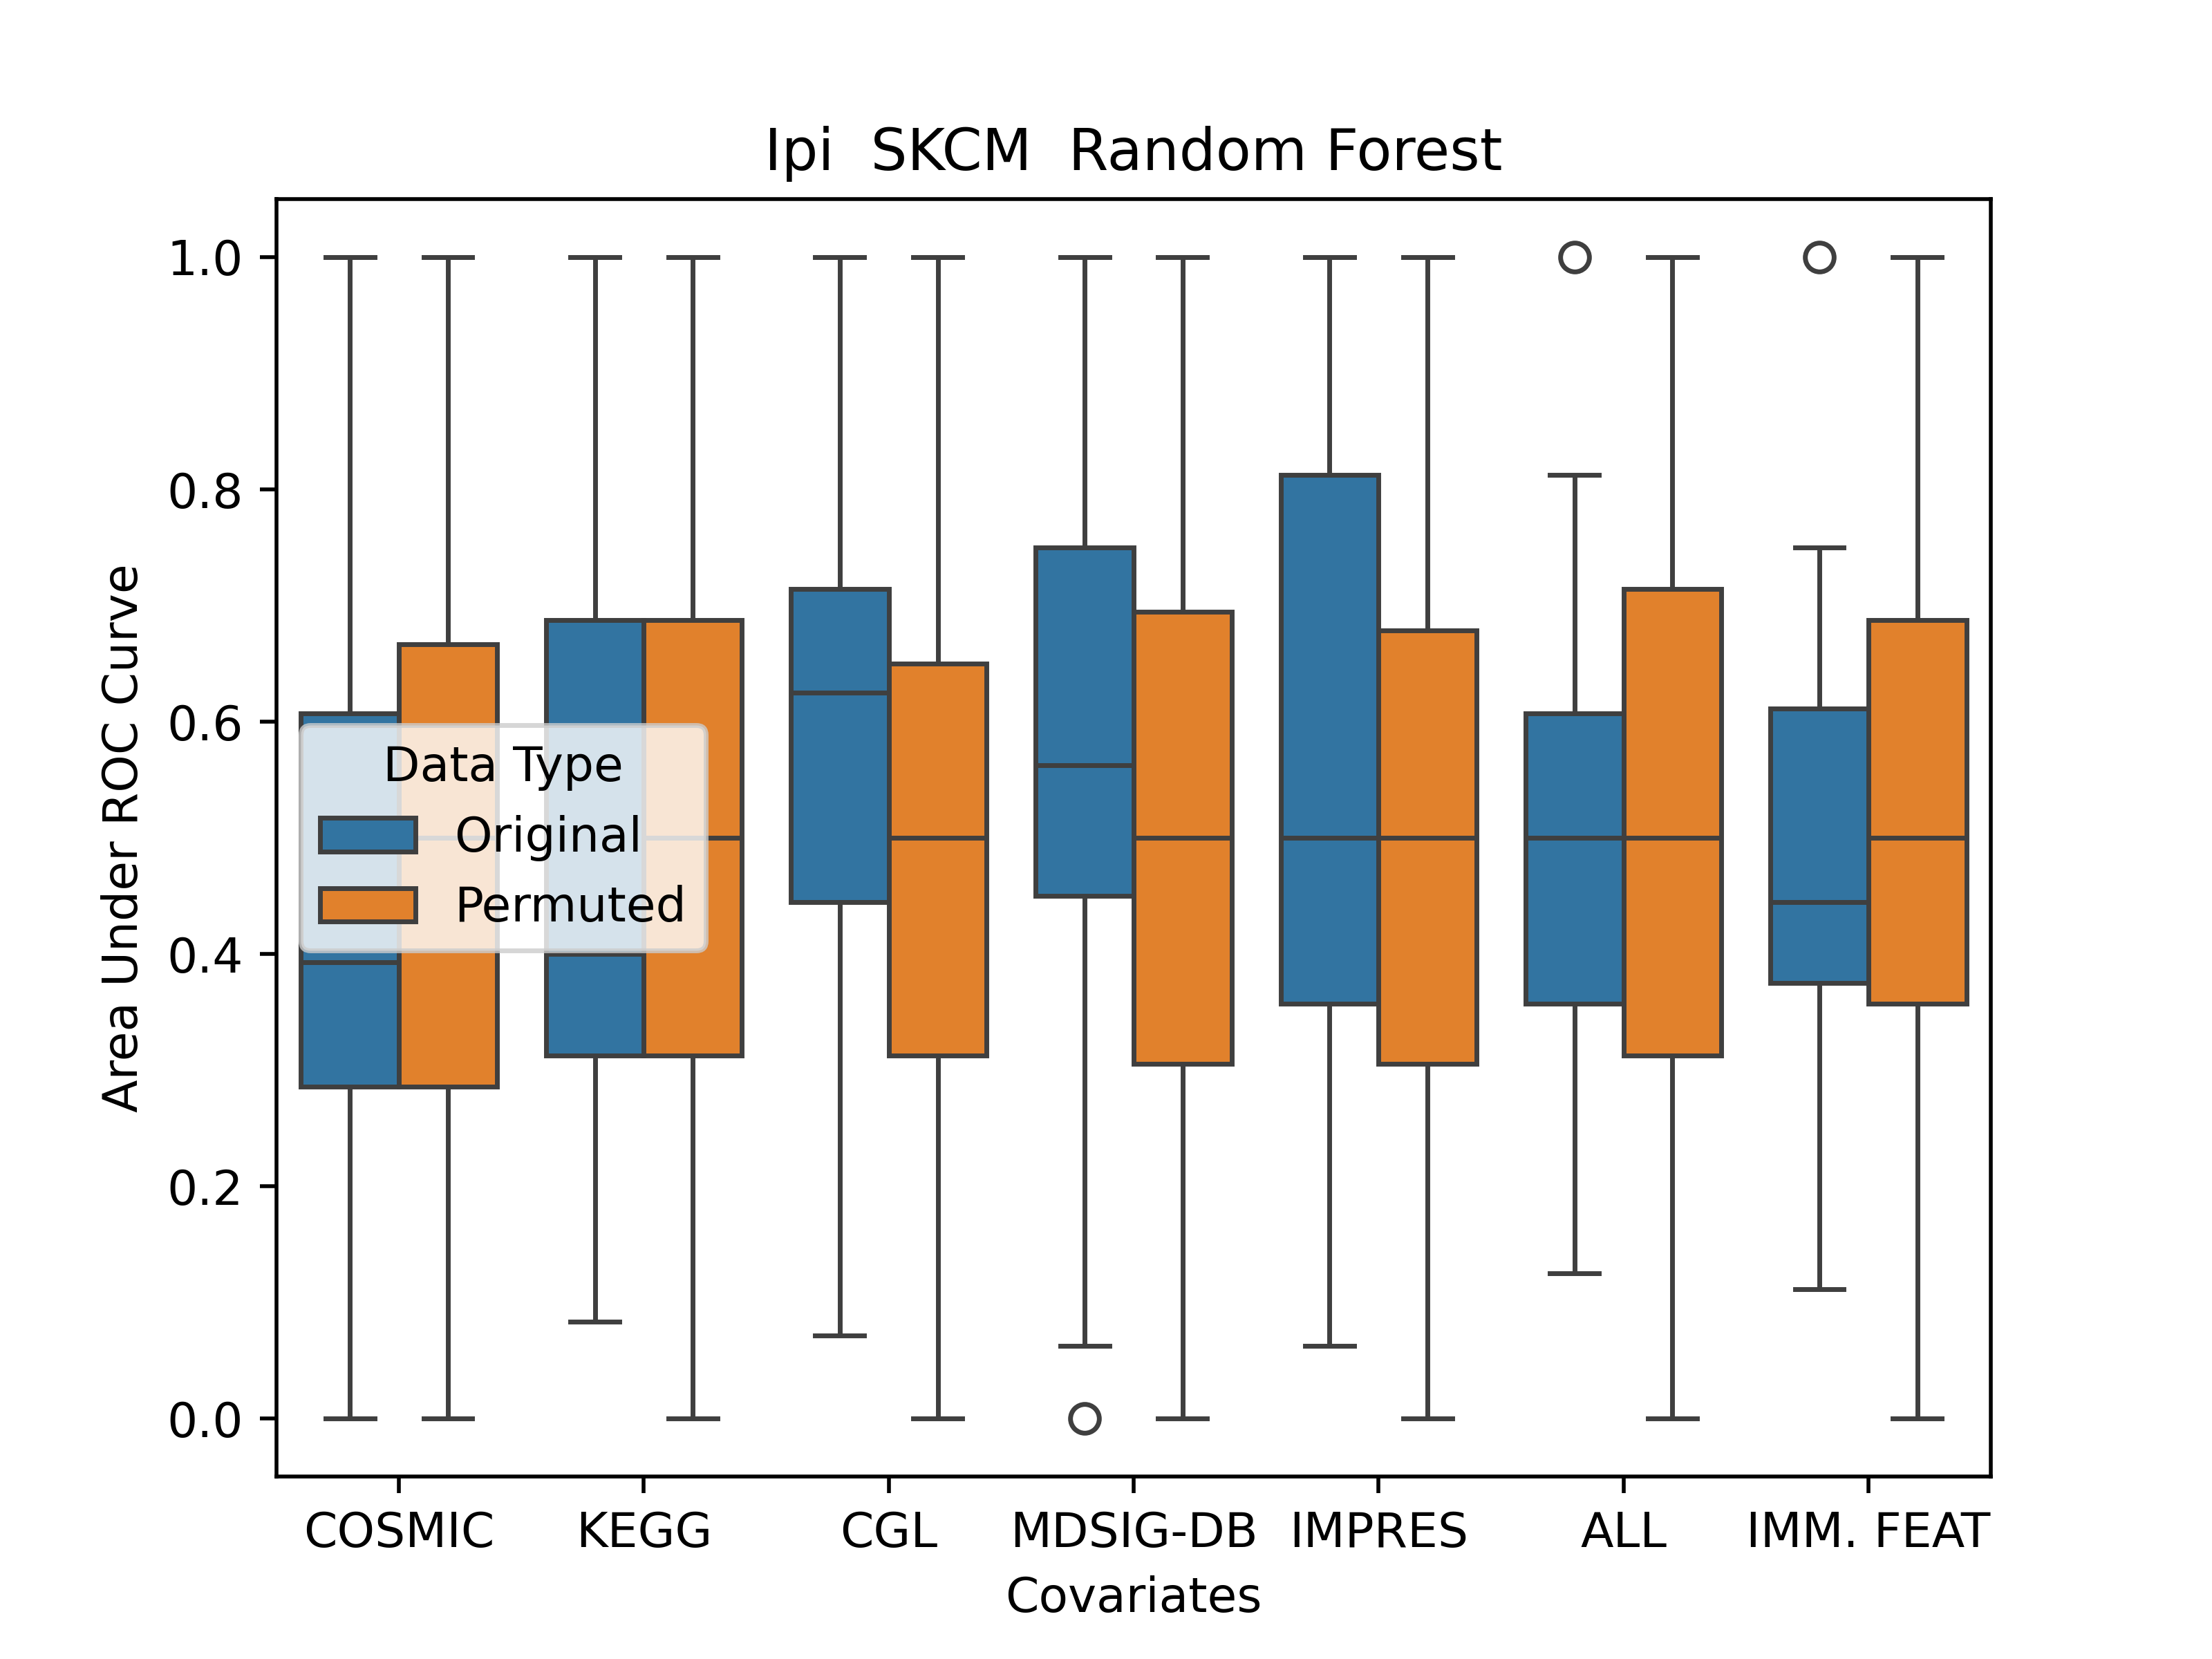 Ipi SKCM Random Forest
Area Under ROC Curve
1.0
0.8
0.6
0.4
0.2
0.0
Data Type
Original
Permuted
COSMIC KEGG CGL MDSIG-DB IMPRES ALL IMM. FEAT
Covariates